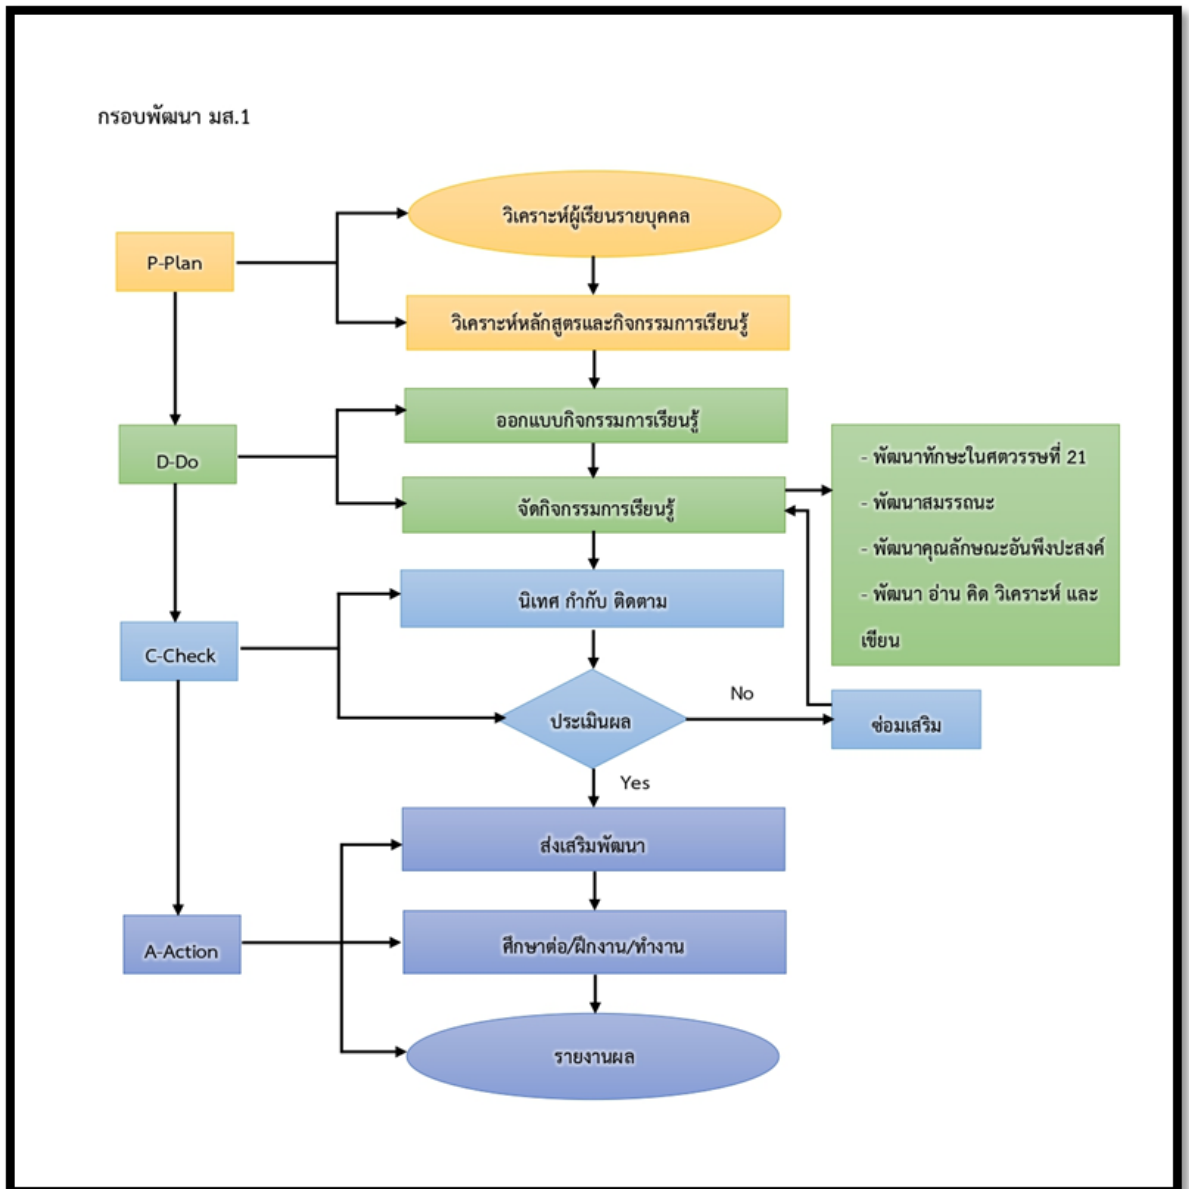 กรอบพัฒนา มส.1
วิเคราะห์ผู้เรียนรายบุคคล
P-Plan
วิเคราะห์หลักสูตรและกิจกรรมการเรียนรู้
ออกแบบกิจกรรมการเรียนรู้
D-Do
จัดกิจกรรมการเรียนรู้
- พัฒนาทักษะในศตวรรษที่ 21
- พัฒนาสมรรถนะ
- พัฒนาคุณลักษณะอันพึงปะสงค์
- พัฒนา อ่าน คิด วิเคราะห์ และ
เขียน
นิเทศ กำกับ ติดตาม
C-Check
ประเมินผล
No
ซ่อมเสริม
Yes
ส่งเสริมพัฒนา
A-Action
ศึกษาต่อ/ฝึกงาน/ทำงาน
รายงานผล